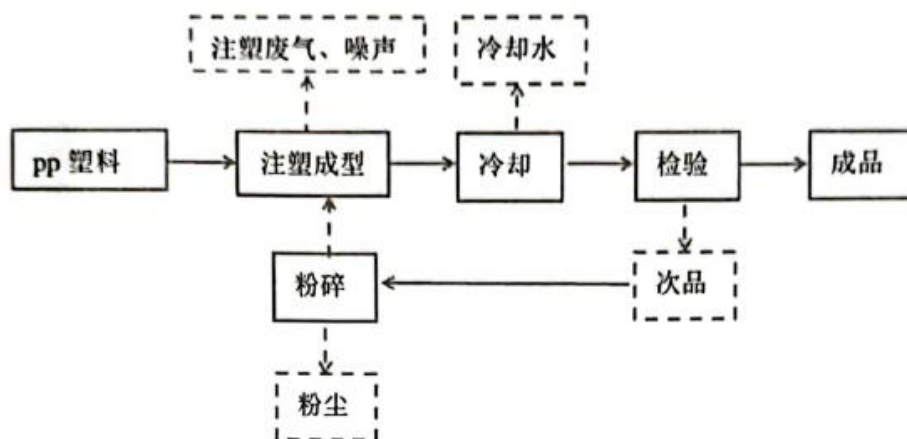 注塑废气、噪声
冷却水
pp 塑料
注塑成型
冷却
检验
成品
粉碎
次品
粉尘